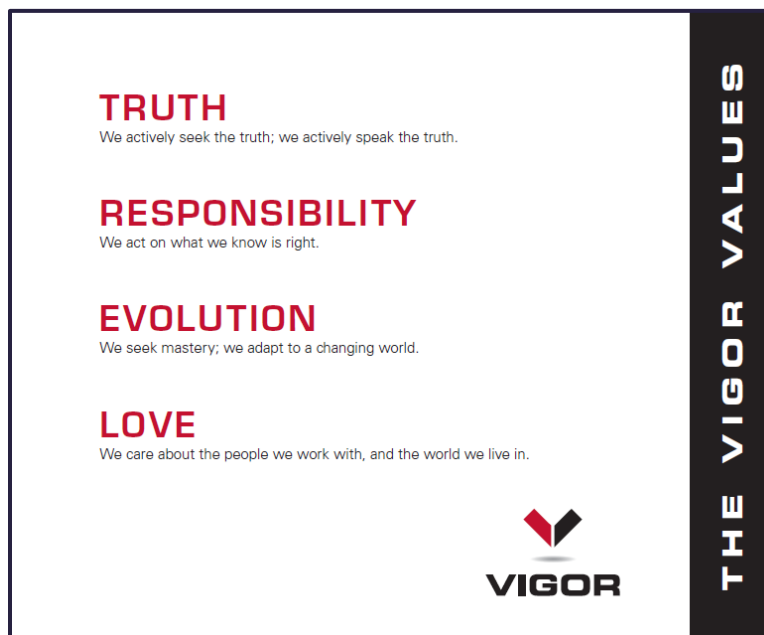 TRUTH
We actively seek the truth; we actively speak the truth.
RESPONSIBILITY
We act on what we know is right.
EVOLUTION
We seek mastery; we adapt to a changing world.
LOVE
We care about the people we work with, and the world we live in.
VIGOR
THE VIGOR VALUES